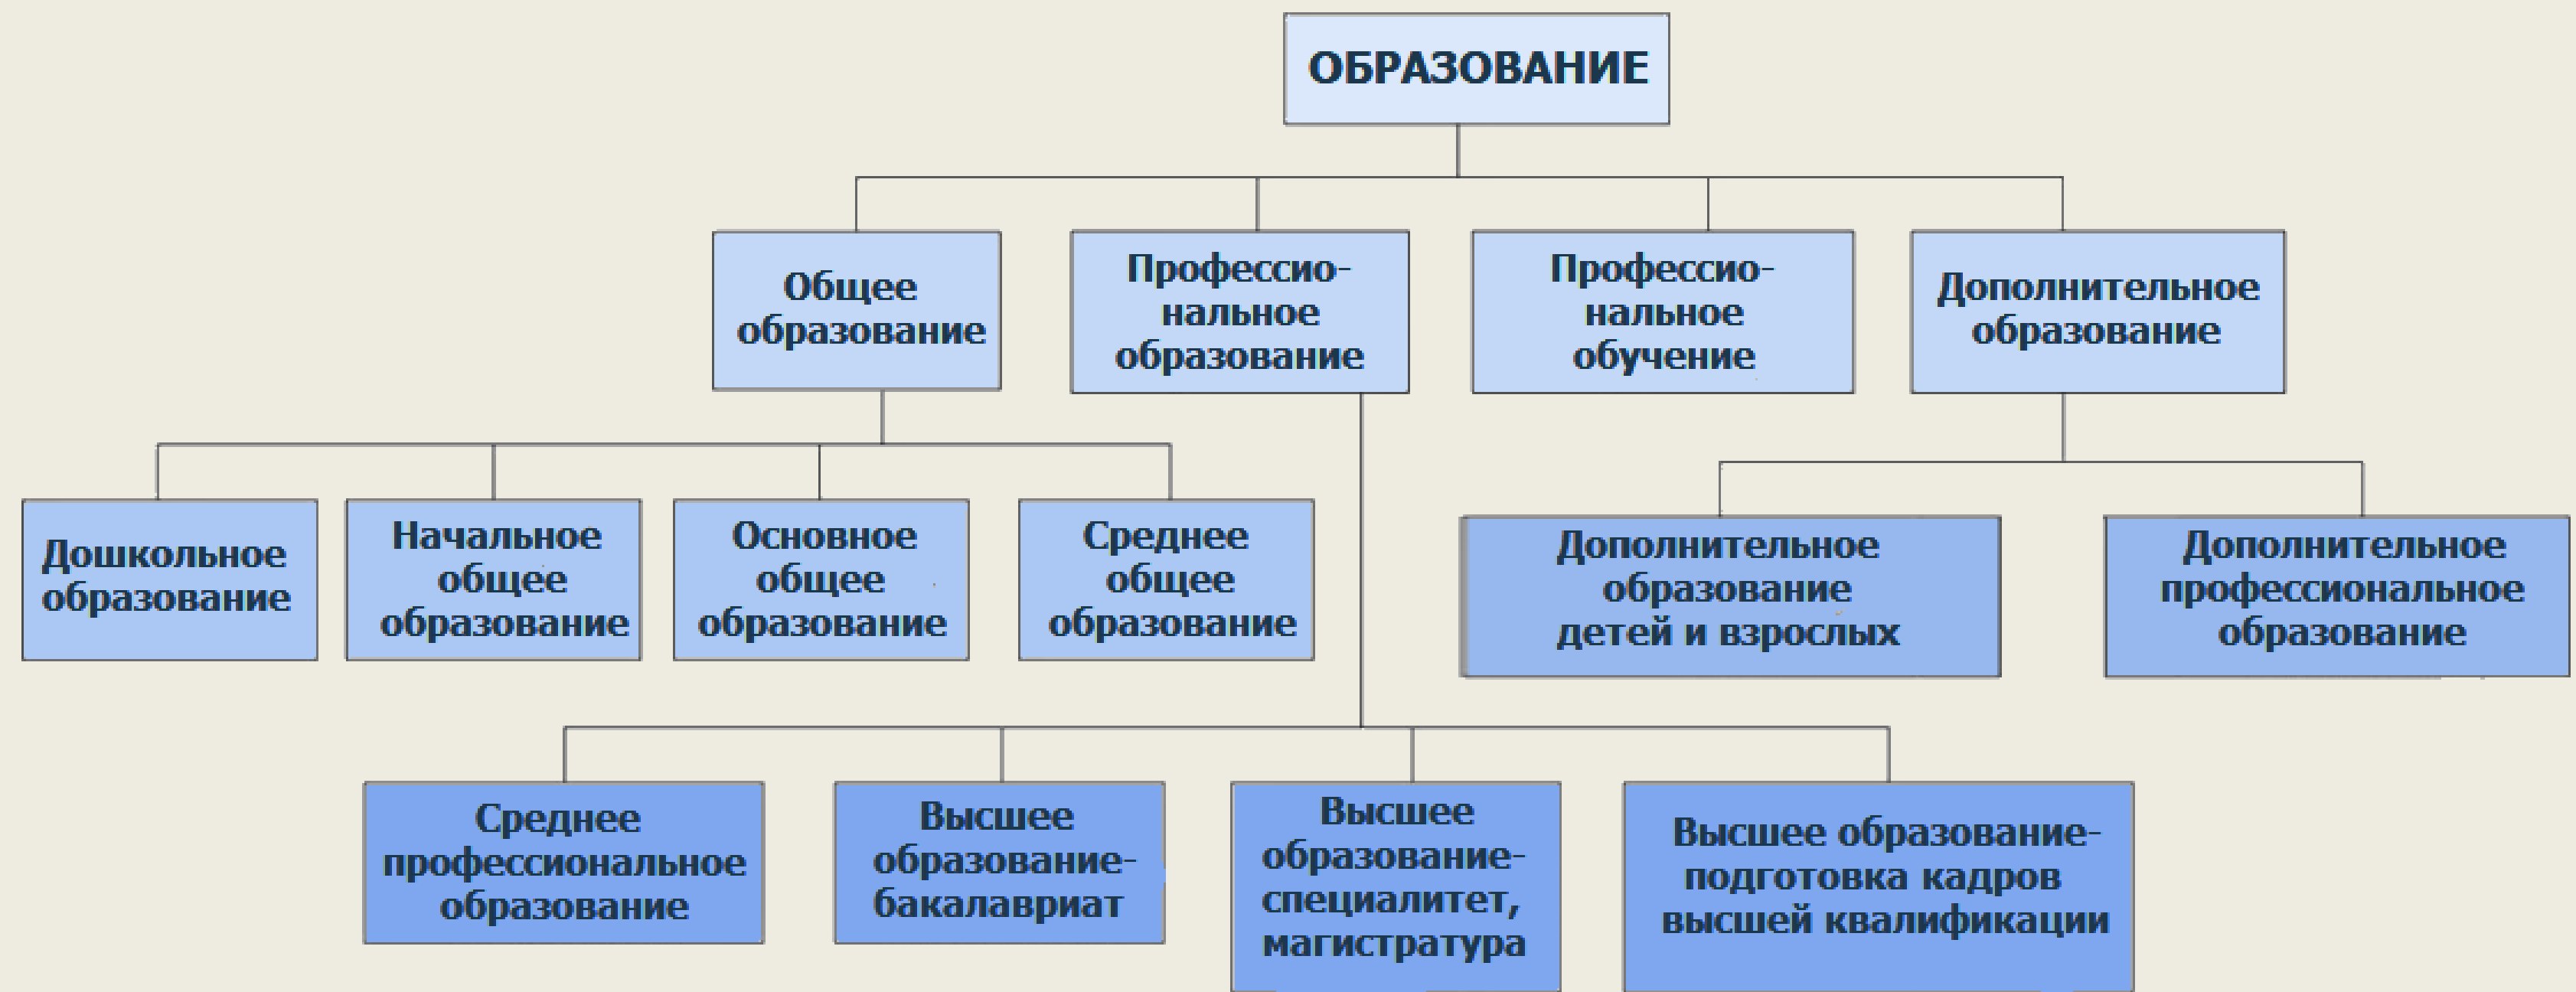 ОБРАЗОВАНИЕ
Общее
образование
Профессио-
нальное
образование
Профессио-
нальное
обучение
Дополнительное
образование
Дошкольное
образование
Начальное
общее
образование
Основное
общее
образование
Среднее
общее
образование
Дополнительное
образование
детей и взрослых
Дополнительное
профессиональное
образование
Среднее
профессиональное
образование
Высшее
образование-
бакалавриат
Высшее
образование-
специалитет,
магистратура
Высшее образование-
подготовка кадров
высшей квалификации